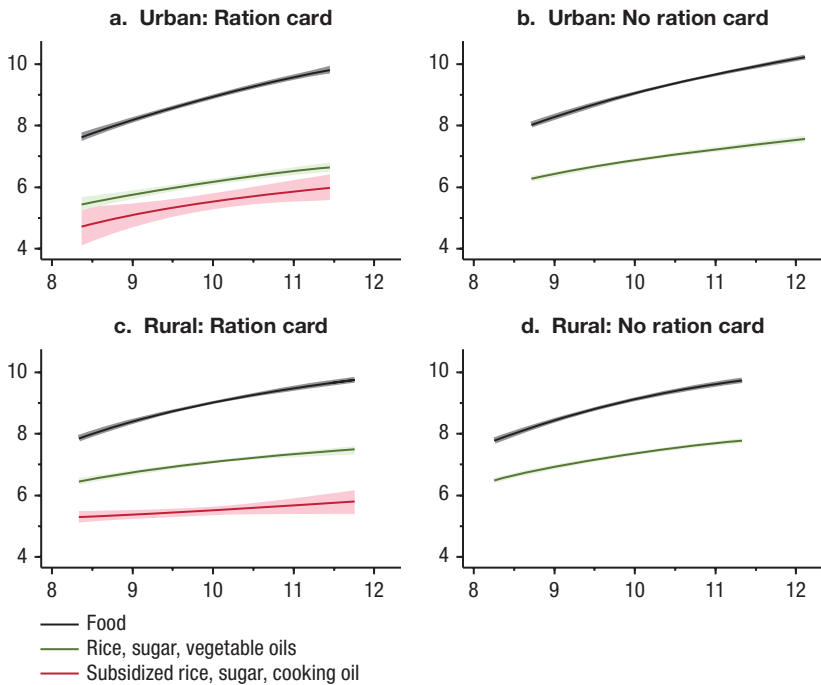 a. Urban: Ration card
b. Urban: No ration card
10
8
6
4
8 9 10 11 12
10
8
6
4
8 9 10 11 12
c. Rural: Ration card
d. Rural: No ration card
10
8
6
4
8 9 10 11 12
10
8
6
4
8 9 10 11 12
Food
Rice, sugar, vegetable oils
Subsidized rice, sugar, cooking oil